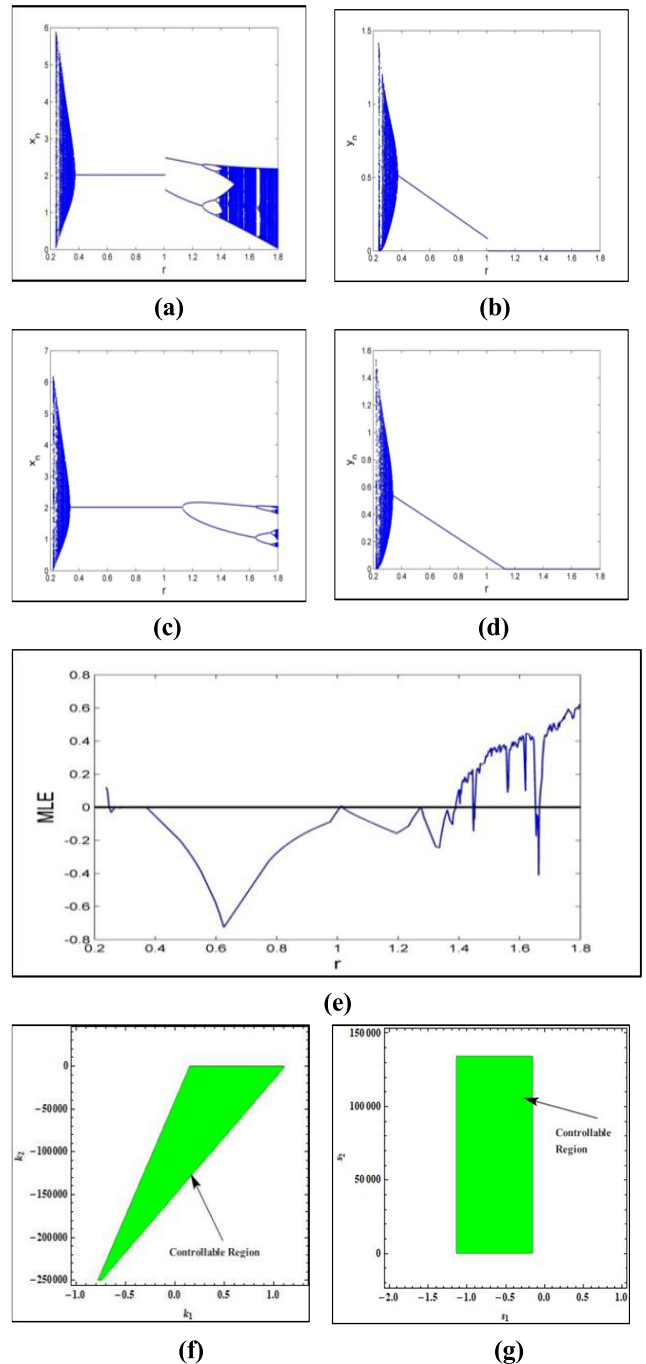 6
5
4
3
2
1
0
x_n
0.2 0.4 0.6 0.8 1.0 1.2 1.4 1.6 1.8
r
(a)
1.5
1
0.5
0
y_n
0.2 0.4 0.6 0.8 1.0 1.2 1.4 1.6 1.8
r
(b)
7
6
5
4
3
2
1
0
x_n
0.2 0.4 0.6 0.8 1.0 1.2 1.4 1.6 1.8
r
(c)
1.6
1.4
1.2
1
0.8
0.6
0.4
0.2
0
y_n
0.2 0.4 0.6 0.8 1.0 1.2 1.4 1.6 1.8
r
(d)
0.8
0.6
0.4
0.2
0
-0.2
-0.4
-0.6
-0.8
MLE
0.2 0.4 0.6 0.8 1 1.2 1.4 1.6 1.8
r
(e)
0
-50000
-100000
-150000
-200000
-250000
k_2
Controllable Region
-1.0 -0.5 0.0 0.5 1.0
k_1
(f)
150000
100000
50000
0
s_2
Controllable
Region
-2.0 -1.5 -1.0 -0.5 0.0 0.5 1.0
s_1
(g)